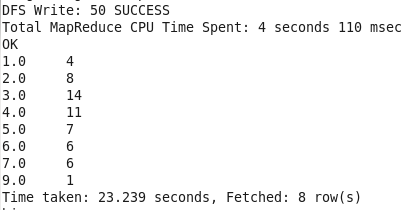 DFS Write: 50 SUCCESS
Total MapReduce CPU Time Spent: 4 seconds 110 msec
OK
1.0 4
2.0 8
3.0 14
4.0 11
5.0 7
6.0 6
7.0 6
9.0 1
Time taken: 23.239 seconds, Fetched: 8 row(s)